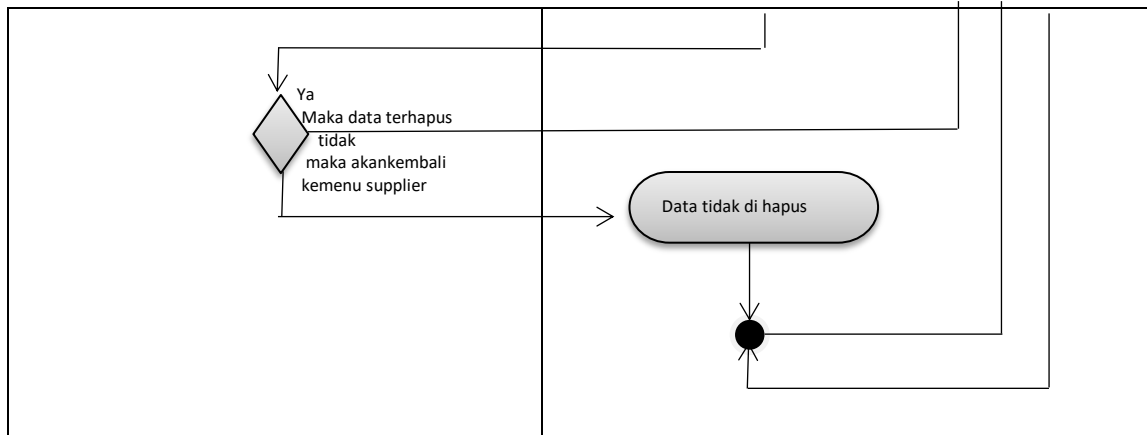 Ya
Maka data terhapus
tidak
maka akankembali
kemenu supplier
Data tidak di hapus